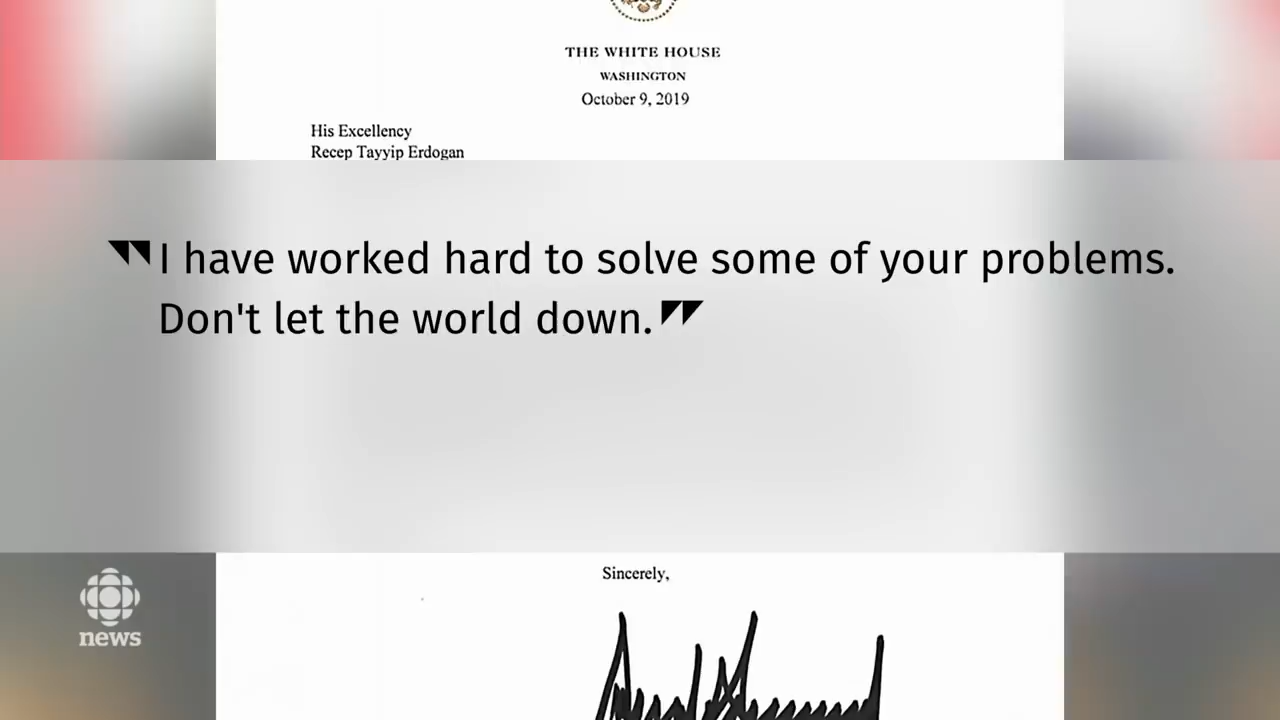 THE WHITE HOUSE
WASHINGTON
October 9, 2019
His Excellency
Recep Tayyip Erdogan
"I have worked hard to solve some of your problems.
Don't let the world down."
Sincerely,
news